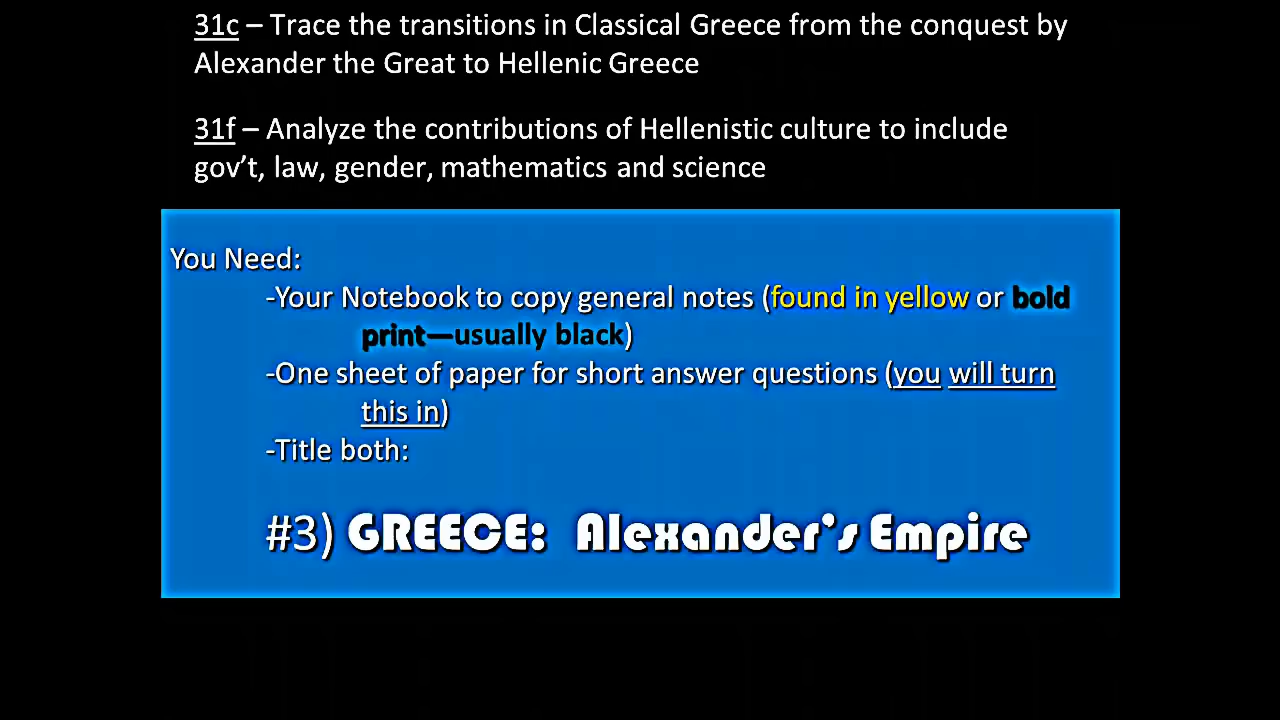 31c – Trace the transitions in Classical Greece from the conquest by
Alexander the Great to Hellenic Greece
31f – Analyze the contributions of Hellenistic culture to include
gov't, law, gender, mathematics and science
You Need:
-Your Notebook to copy general notes (found in yellow or bold
print—usually black)
-One sheet of paper for short answer questions (you will turn
this in)
-Title both:
#3) GREECE: Alexander's Empire